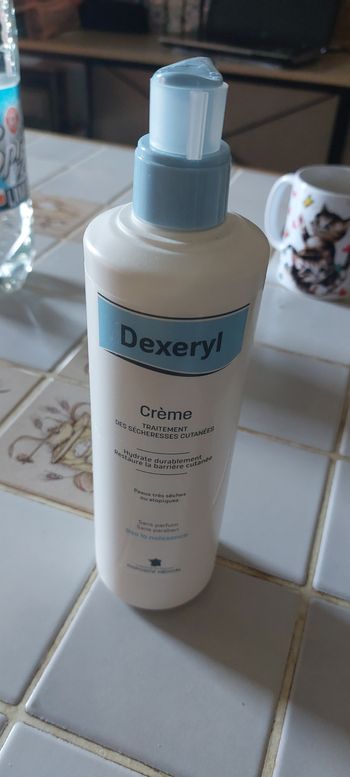 Dexeryl
Crème
TRAITEMENT
DES SÉCHERESSES CUTANÉES
Hydrate durablement
Restaure la barrière cutanée
Peaux très sèches
ou atopiques
Sans parfum
Sans paraben
Dès la naissance